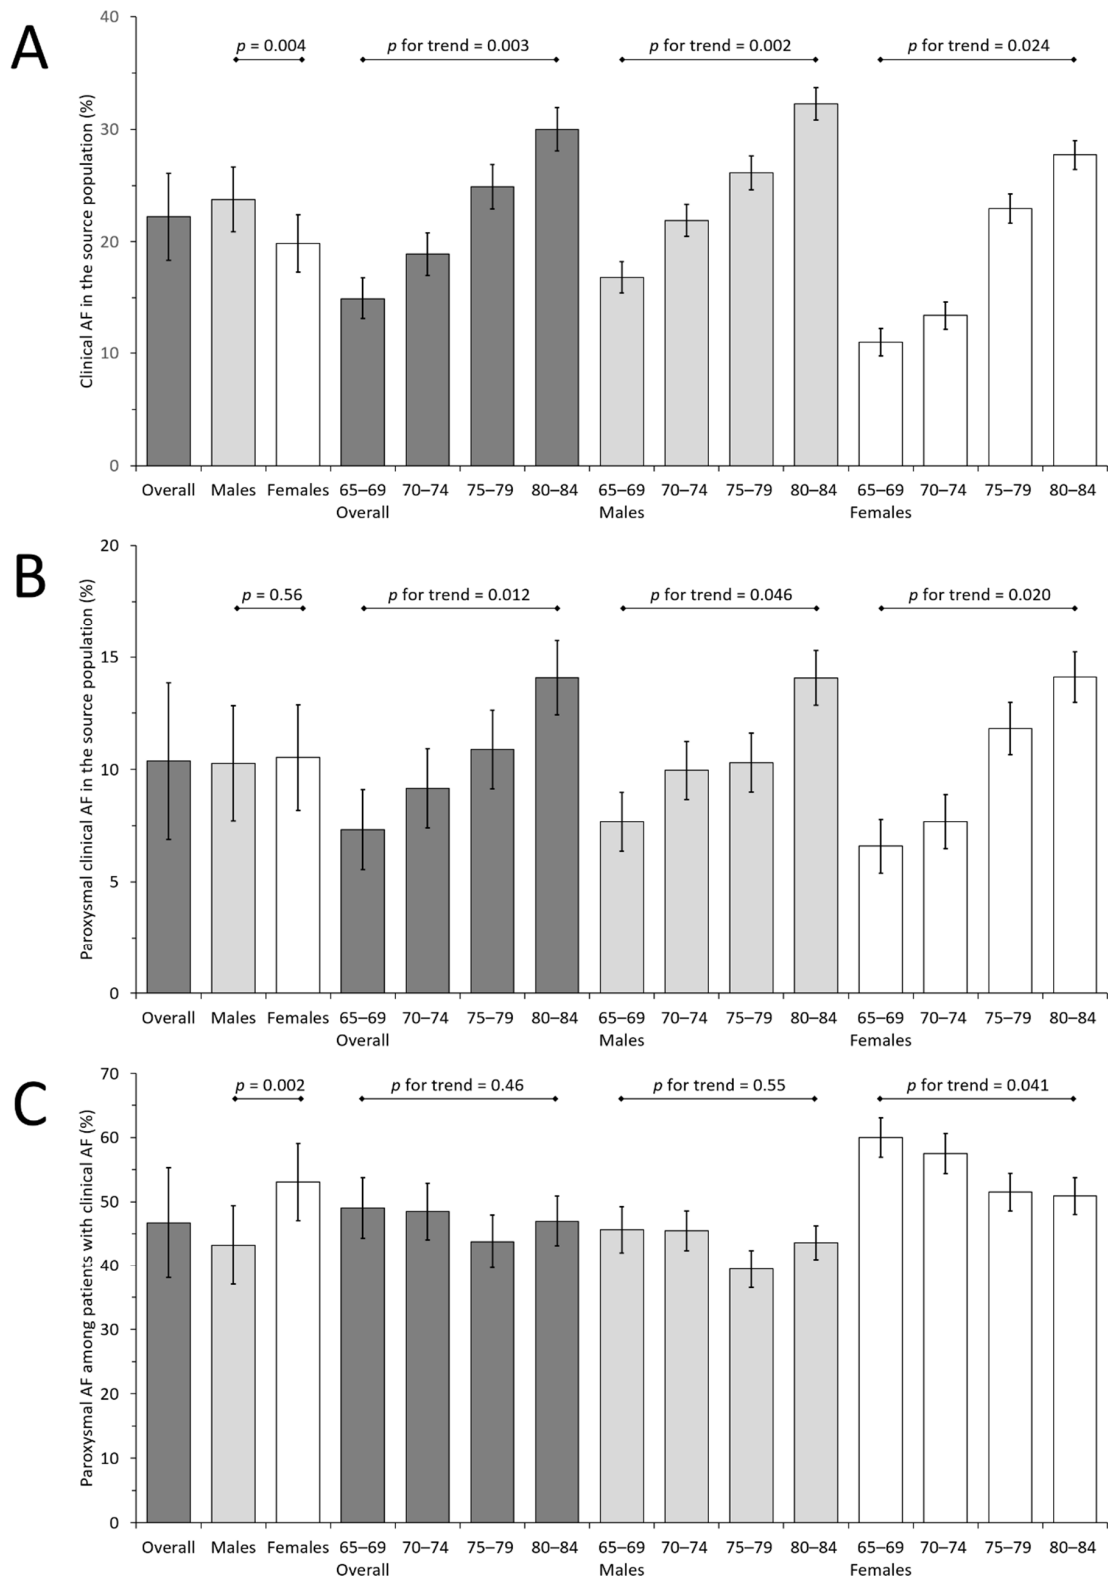 A
Clinical AF in the source population (%)
40
30
20
10
0
p = 0.004
p for trend = 0.003
p for trend = 0.002
p for trend = 0.024
Overall Males Females 65–69 70–74 75–79 80–84 65–69 70–74 75–79 80–84 65–69 70–74 75–79 80–84
Overall Males Females
B
Paroxysmal clinical AF in the source population (%)
20
15
10
5
0
p = 0.56
p for trend = 0.012
p for trend = 0.046
p for trend = 0.020
Overall Males Females 65–69 70–74 75–79 80–84 65–69 70–74 75–79 80–84 65–69 70–74 75–79 80–84
Overall Males Females
C
Paroxysmal AF among patients with clinical AF (%)
70
60
50
40
30
20
10
0
p = 0.002
p for trend = 0.46
p for trend = 0.55
p for trend = 0.041
Overall Males Females 65–69 70–74 75–79 80–84 65–69 70–74 75–79 80–84 65–69 70–74 75–79 80–84
Overall Males Females